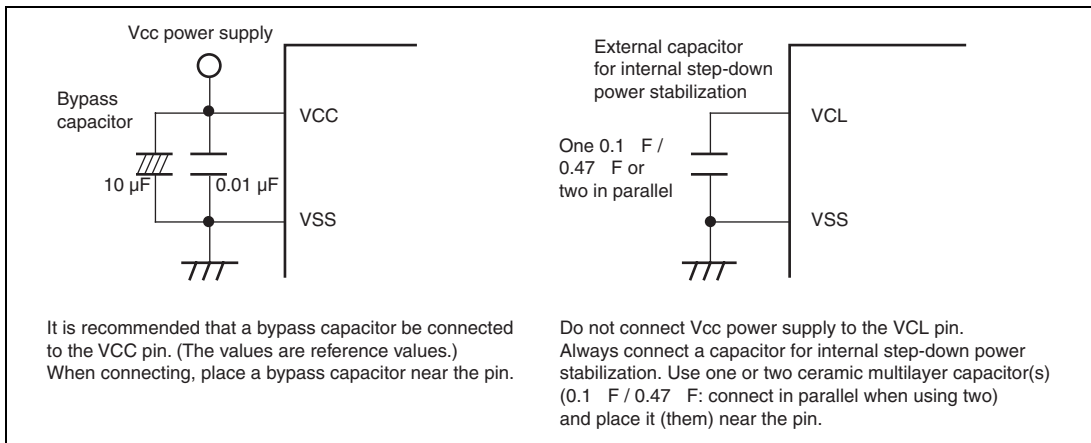 Vcc power supply
Bypass
capacitor
VCC
10 µF
0.01 µF
VSS
It is recommended that a bypass capacitor be connected
to the VCC pin. (The values are reference values.)
When connecting, place a bypass capacitor near the pin.
External capacitor
for internal step-down
power stabilization
VCL
One 0.1 F /
0.47 F or
two in parallel
VSS
Do not connect Vcc power supply to the VCL pin.
Always connect a capacitor for internal step-down power
stabilization. Use one or two ceramic multilayer capacitor(s)
(0.1 F / 0.47 F: connect in parallel when using two)
and place it (them) near the pin.